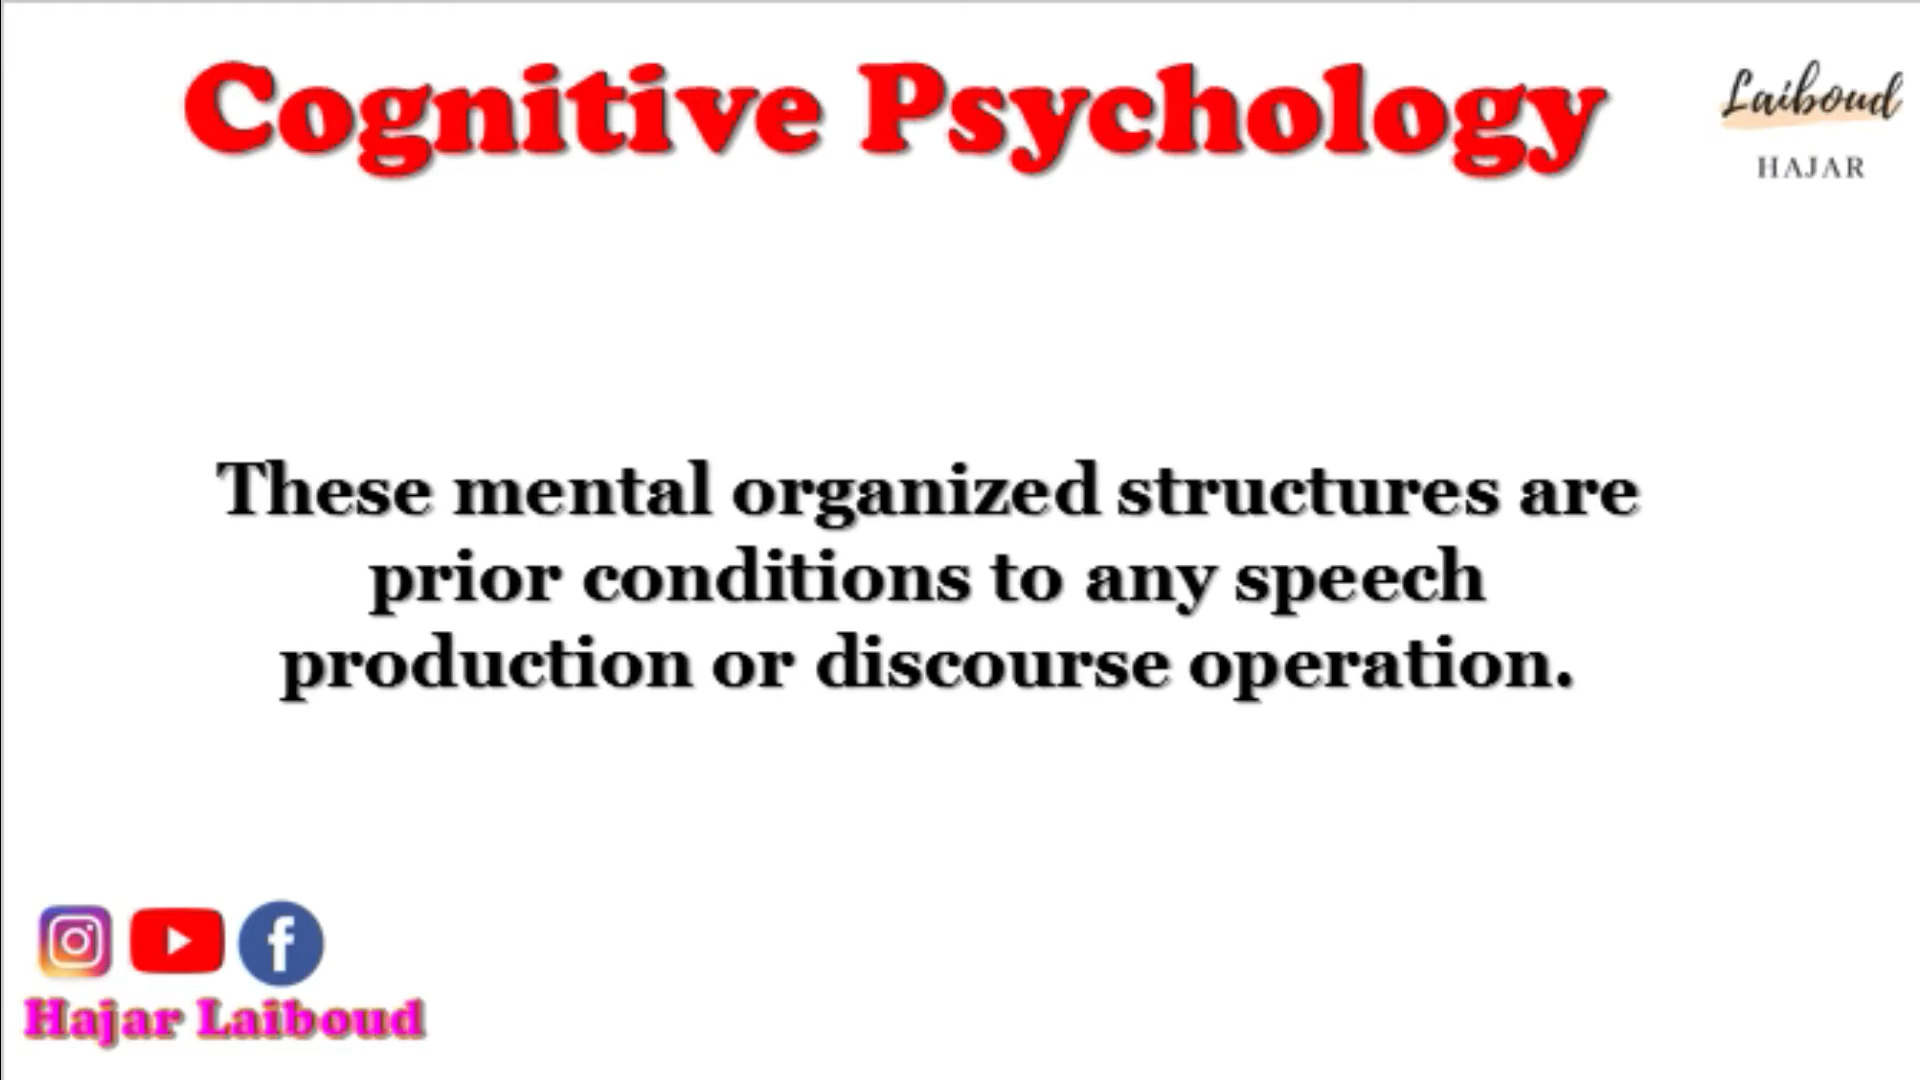 Cognitive Psychology
Laiboud
HAJAR
These mental organized structures are
prior conditions to any speech
production or discourse operation.
Hajar Laiboud